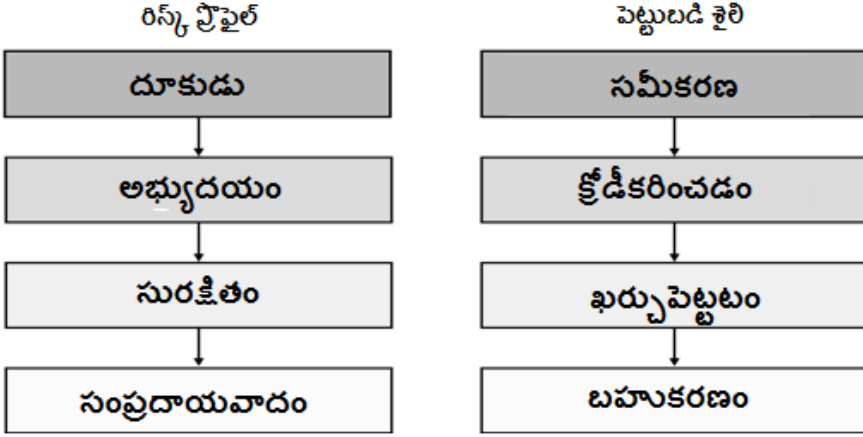 రిస్క్ ప్రొఫైల్
పెట్టుబడి శైలి
దూకుడు
సమీకరణ
అభ్యుదయం
క్రోడీకరించడం
సురక్షితం
ఖర్చుపెట్టటం
సంప్రదాయవాదం
బహుకరణం